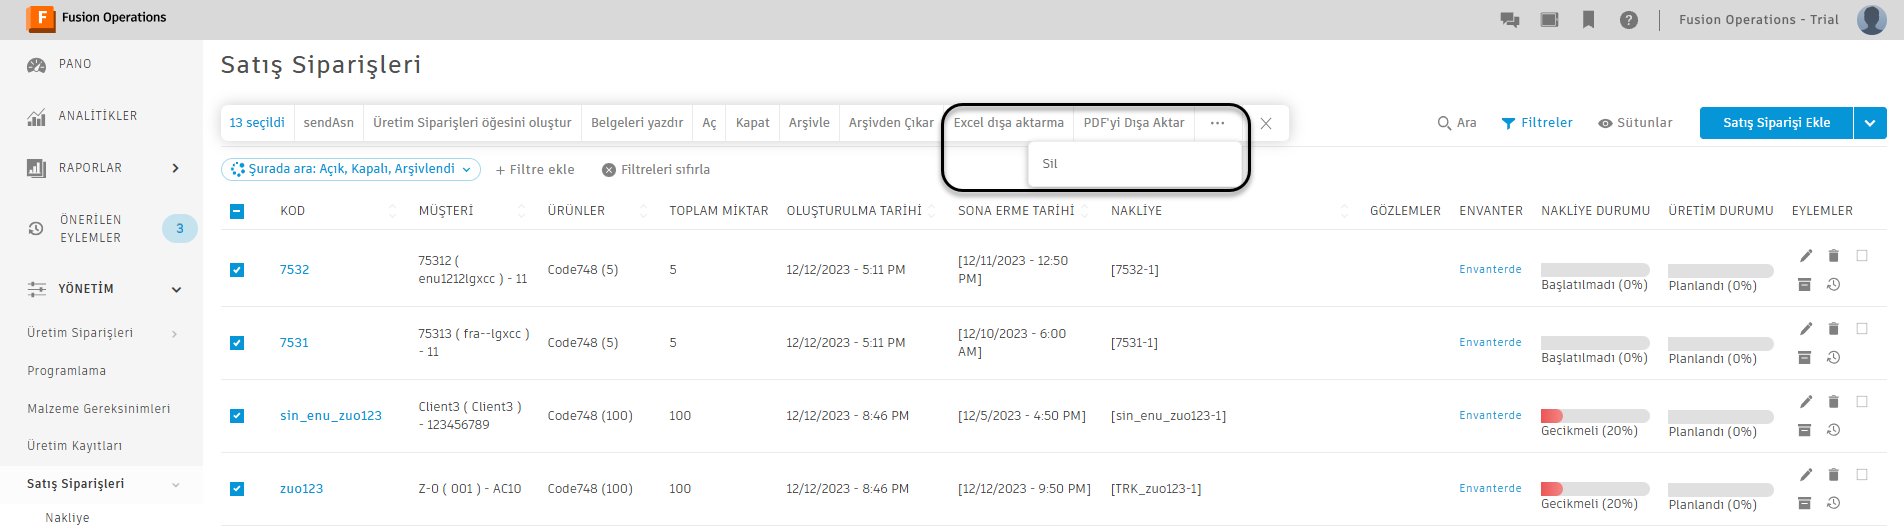 F Fusion Operations
? Fusion Operations - Trial
PANO
ANALİTİKLER
RAPORLAR
ÖNERİLEN
EYLEMLER
3
YÖNETİM
Üretim Siparişleri
Programlama
Malzeme Gereksinimleri
Üretim Kayıtları
Satış Siparişleri
Nakliye
Satış Siparişleri
13 seçildi sendAsn Üretim Siparişleri öğesini oluştur Belgeleri yazdır Aç Kapat Arşivle Arşivden Çıkar Excel dışa aktarma PDF'yi Dışa Aktar ...
Sil
Ara Filtreler Sütunlar Satış Siparişi Ekle
Şurada ara: Açık, Kapalı, Arşivlendi + Filtre ekle Filtreleri sıfırla
KOD MÜŞTERİ ÜRÜNLER TOPLAM MİKTAR OLUŞTURULMA TARİHİ SONA ERME TARİHİ NAKLİYE GÖZLEMLER ENVANTER NAKLİYE DURUMU ÜRETİM DURUMU EYLEMLER
7532
75312 (
enu1212lgxcc ) - 11
Code748 (5)
5
12/12/2023 - 5:11 PM
[12/11/2023 - 12:50
PM]
[7532-1]
Envanterde
Başlatılmadı (0%)
Planlandı (0%)
7531
75313 ( fra--lgxcc )
- 11
Code748 (5)
5
12/12/2023 - 5:11 PM
[12/10/2023 - 6:00
AM]
[7531-1]
Envanterde
Başlatılmadı (0%)
Planlandı (0%)
sin_enu_zuo123
Client3 ( Client3 )
- 123456789
Code748 (100)
100
12/12/2023 - 8:46 PM
[12/5/2023 - 4:50 PM]
[sin_enu_zuo123-1]
Envanterde
Gecikmeli (20%)
Planlandı (0%)
zuo123
Z-0 ( 001 ) - AC10
Code748 (100)
100
12/12/2023 - 8:46 PM
[12/12/2023 - 9:50 PM]
[TRK_zuo123-1]
Envanterde
Gecikmeli (20%)
Planlandı (0%)